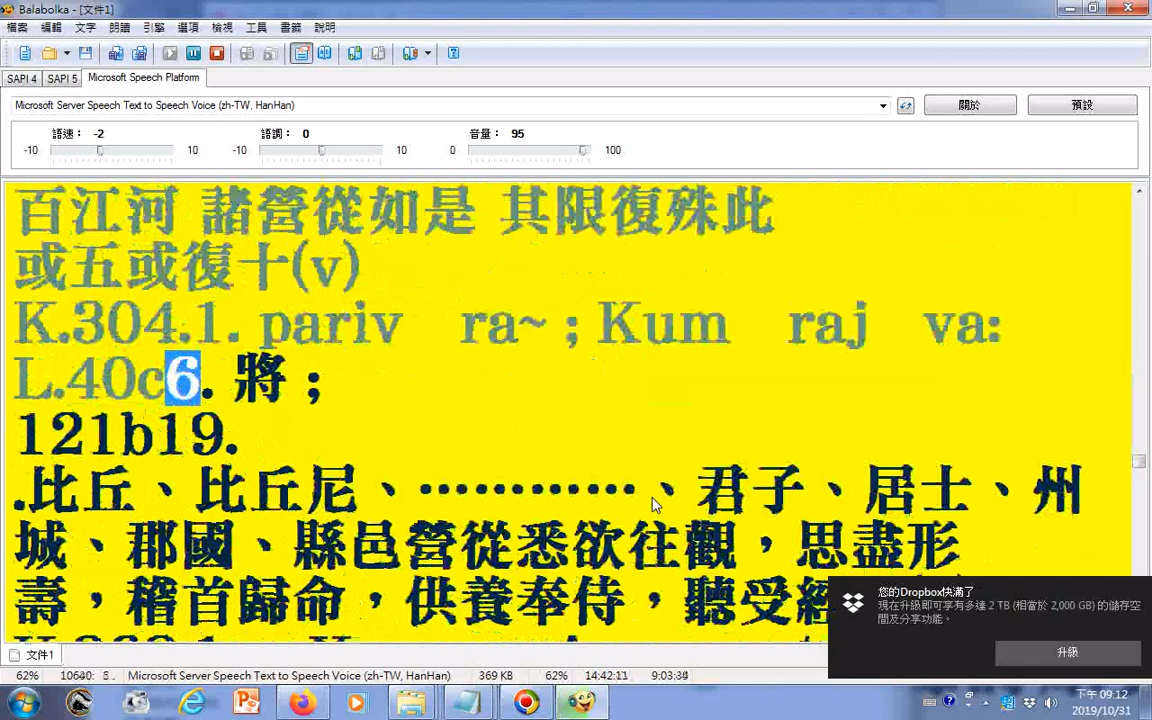 Balabolka - [文件1]
檔案 編輯 文字 朗讀 引擎 選項 檢視 工具 書籤 說明
SAPI 4 SAPI 5 Microsoft Speech Platform
Microsoft Server Speech Text to Speech Voice (zh-TW, HanHan) 關於 預設
語速： -2 語調： 0 音量： 95
-10 10 -10 10 0 100
百江河 諸營從如是 其限復殊此
或五或復十(v)
K.304.1. pariv ra~ ; Kum raj va:
L.40c6. 將；
121b19.
.比丘、比丘尼、…………、君子、居士、州
城、郡國、縣邑營從悉欲往觀，思盡形
壽，稽首歸命，供養奉侍，聽受經
您的Dropbox快滿了
現在升級即可享有多達 2 TB (相當於 2,000 GB) 的儲存空
間及分享功能。
升級
文件1
62% 10640: 8... Microsoft Server Speech Text to Speech Voice (zh-TW, HanHan) 369 KB 62% 14:42:11
下午 09:12
2019/10/31